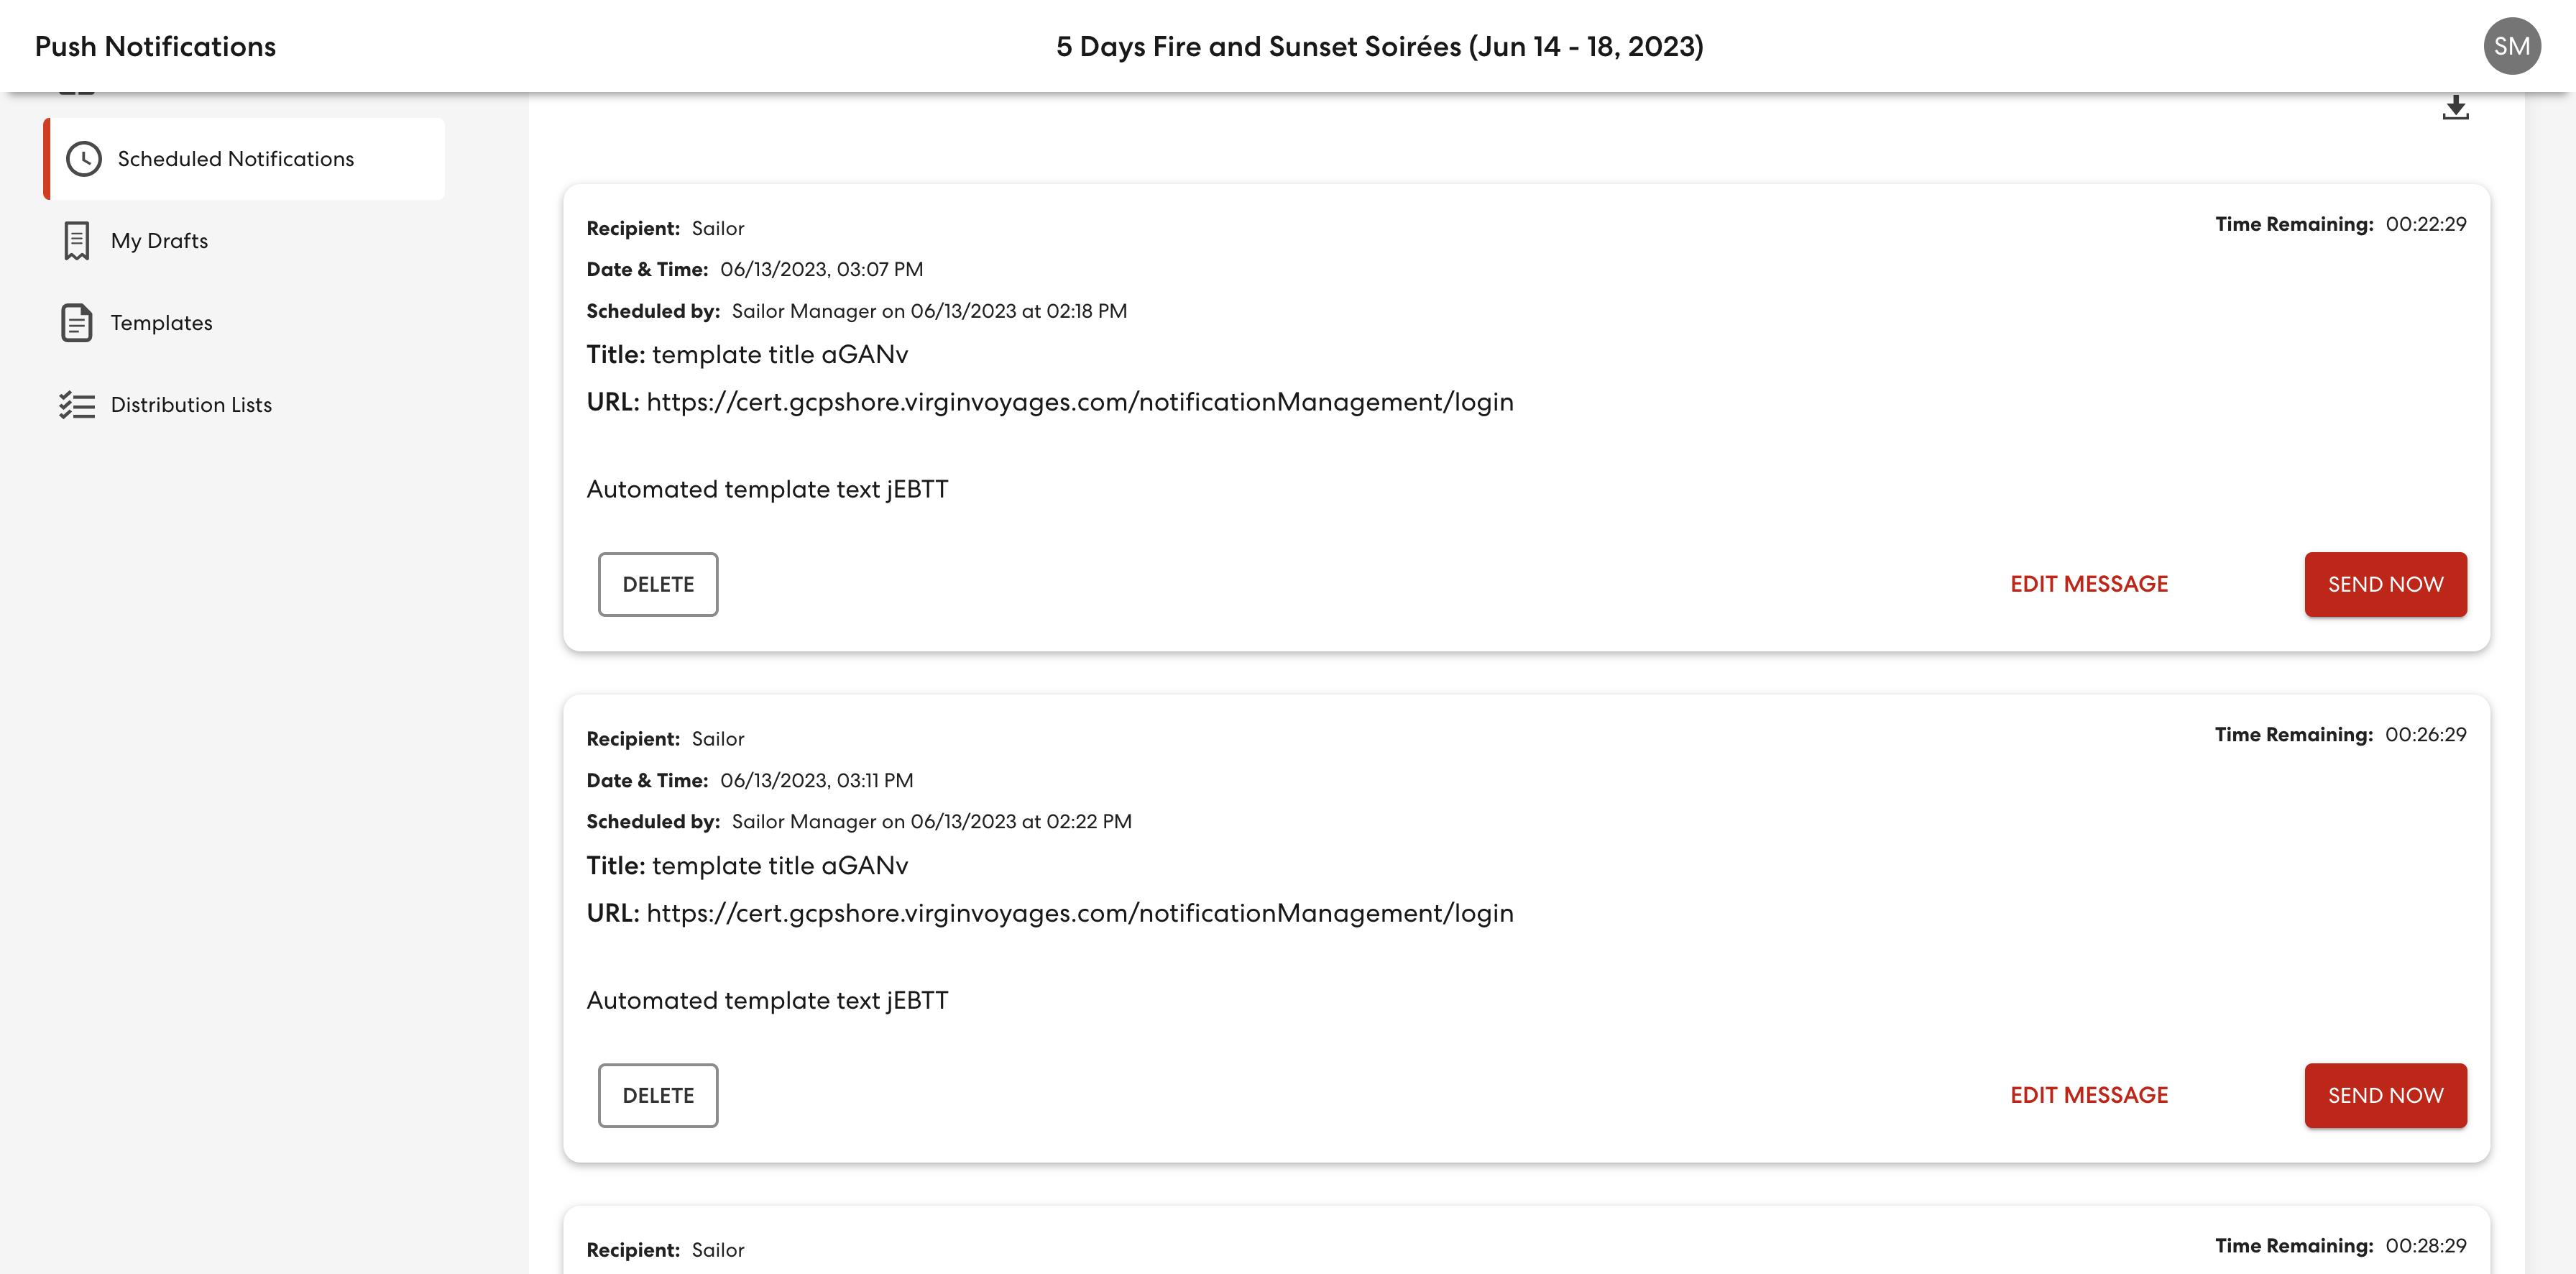 Push Notifications
5 Days Fire and Sunset Soirées (Jun 14 - 18, 2023)
SM
Scheduled Notifications
My Drafts
Templates
Distribution Lists
Recipient: Sailor
Time Remaining: 00:22:29
Date & Time: 06/13/2023, 03:07 PM
Scheduled by: Sailor Manager on 06/13/2023 at 02:18 PM
Title: template title aGANv
URL: https://cert.gcpshore.virginvoyages.com/notificationManagement/login
Automated template text jEBTT
DELETE
EDIT MESSAGE
SEND NOW
Recipient: Sailor
Time Remaining: 00:26:29
Date & Time: 06/13/2023, 03:11 PM
Scheduled by: Sailor Manager on 06/13/2023 at 02:22 PM
Title: template title aGANv
URL: https://cert.gcpshore.virginvoyages.com/notificationManagement/login
Automated template text jEBTT
DELETE
EDIT MESSAGE
SEND NOW
Recipient: Sailor
Time Remaining: 00:28:29